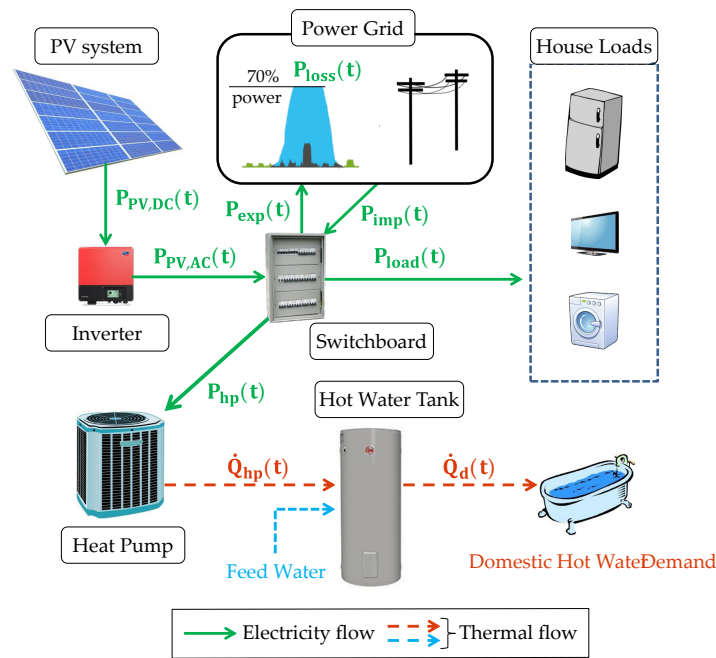 PV system
Power Grid
House Loads
70%
power
P_loss(t)
P_PV,DC(t)
P_exp(t)
P_imp(t)
P_PV,AC(t)
P_load(t)
Inverter
Switchboard
P_hp(t)
Hot Water Tank
Q̇_hp(t)
Q̇_d(t)
Heat Pump
Feed Water
Domestic Hot WateDemand
Electricity flow
Thermal flow